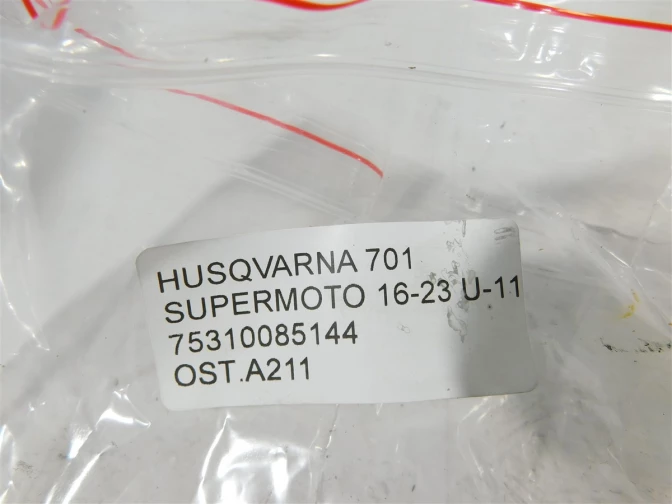 HUSQVARNA 701
SUPERMOTO 16-23 U-11
75310085144
OST.A211